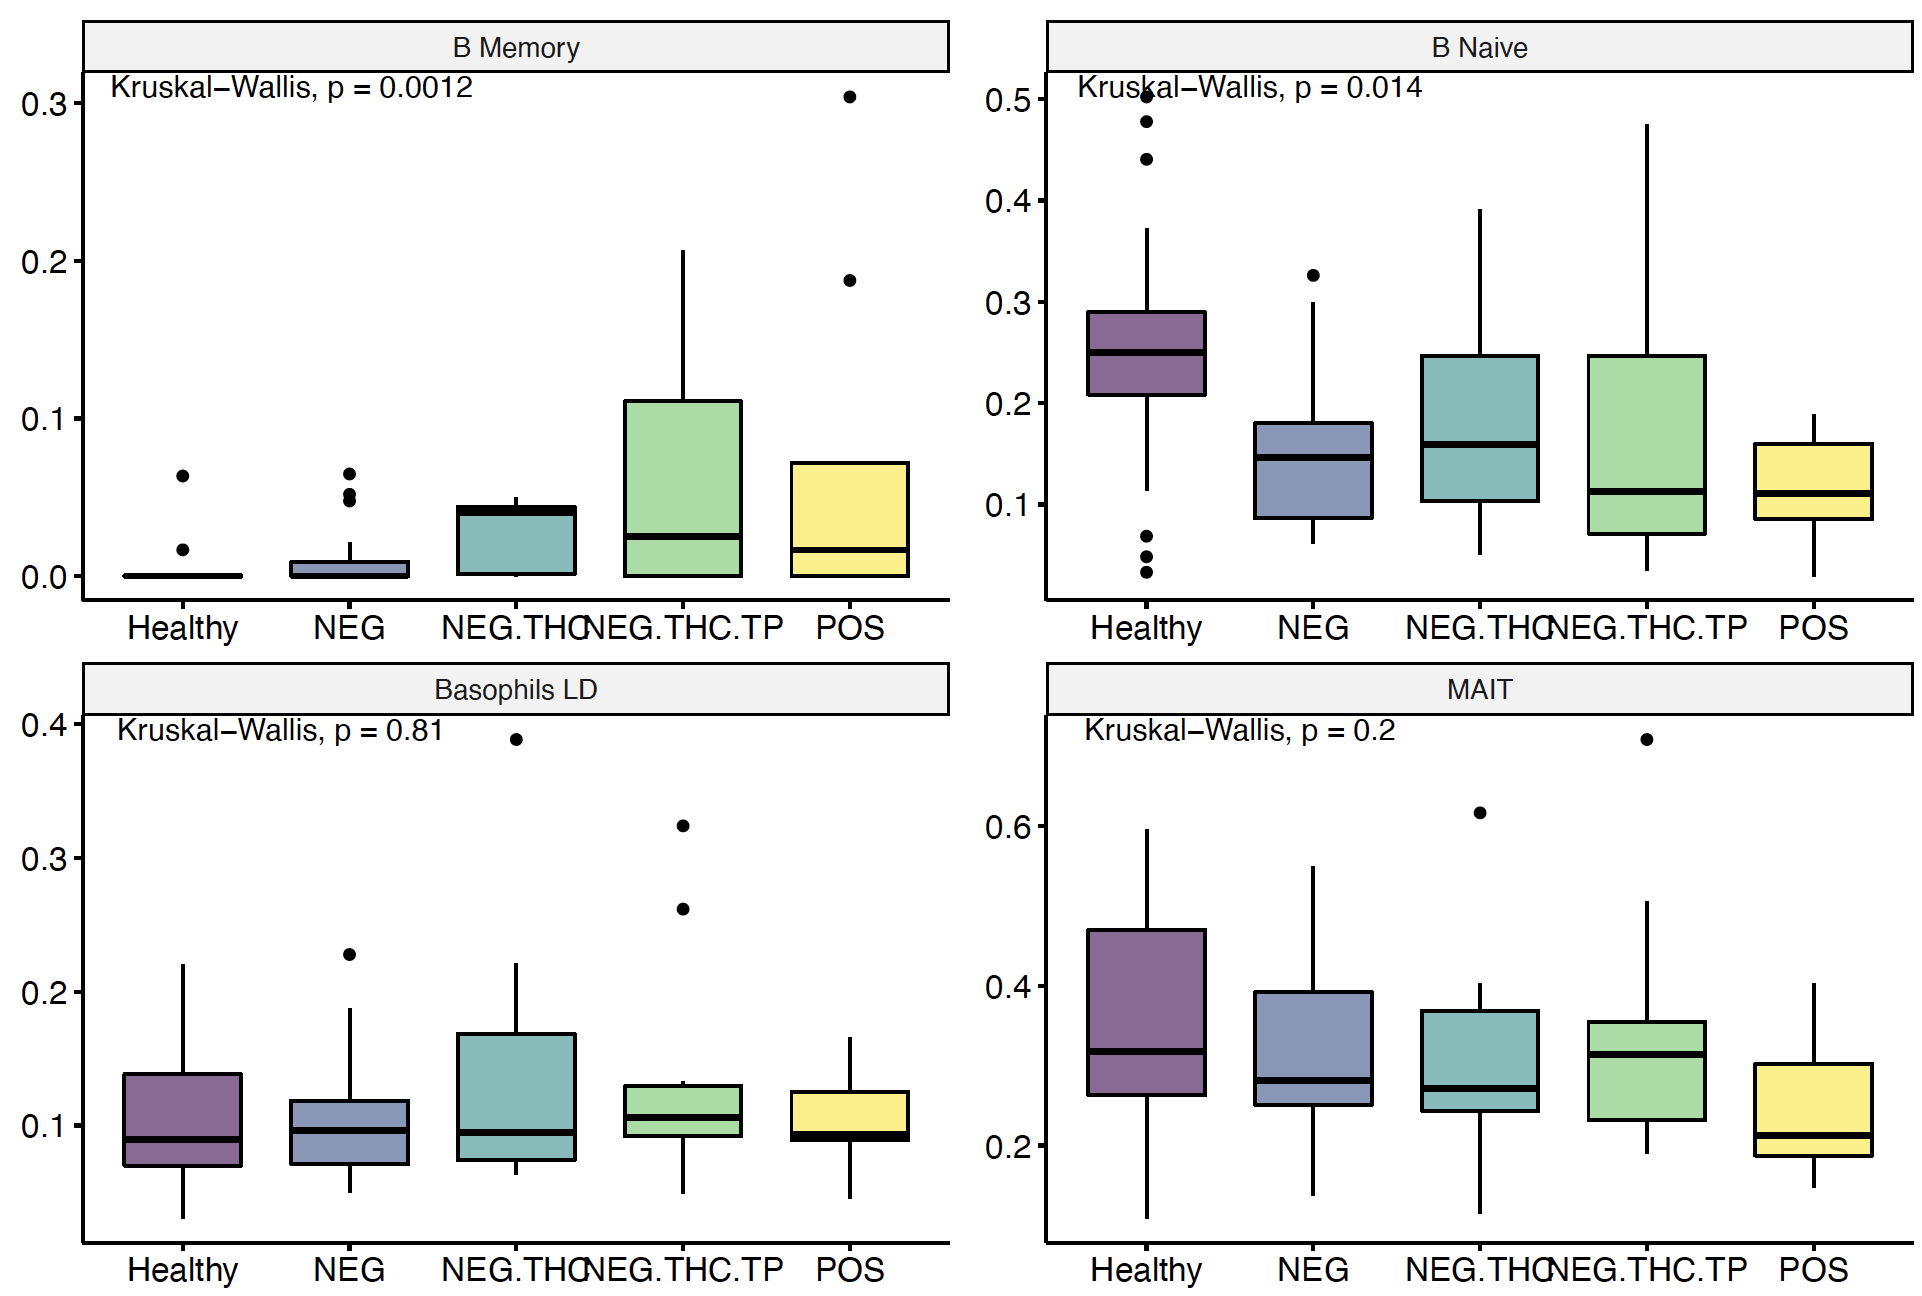 B Memory
Kruskal−Wallis, p = 0.0012
0.3
0.2
0.1
0.0
Healthy NEG NEG.THC NEG.THC.TP POS
B Naive
Kruskal−Wallis, p = 0.014
0.5
0.4
0.3
0.2
0.1
Healthy NEG NEG.THC NEG.THC.TP POS
Basophils LD
Kruskal−Wallis, p = 0.81
0.4
0.3
0.2
0.1
Healthy NEG NEG.THC NEG.THC.TP POS
MAIT
Kruskal−Wallis, p = 0.2
0.6
0.4
0.2
Healthy NEG NEG.THC NEG.THC.TP POS